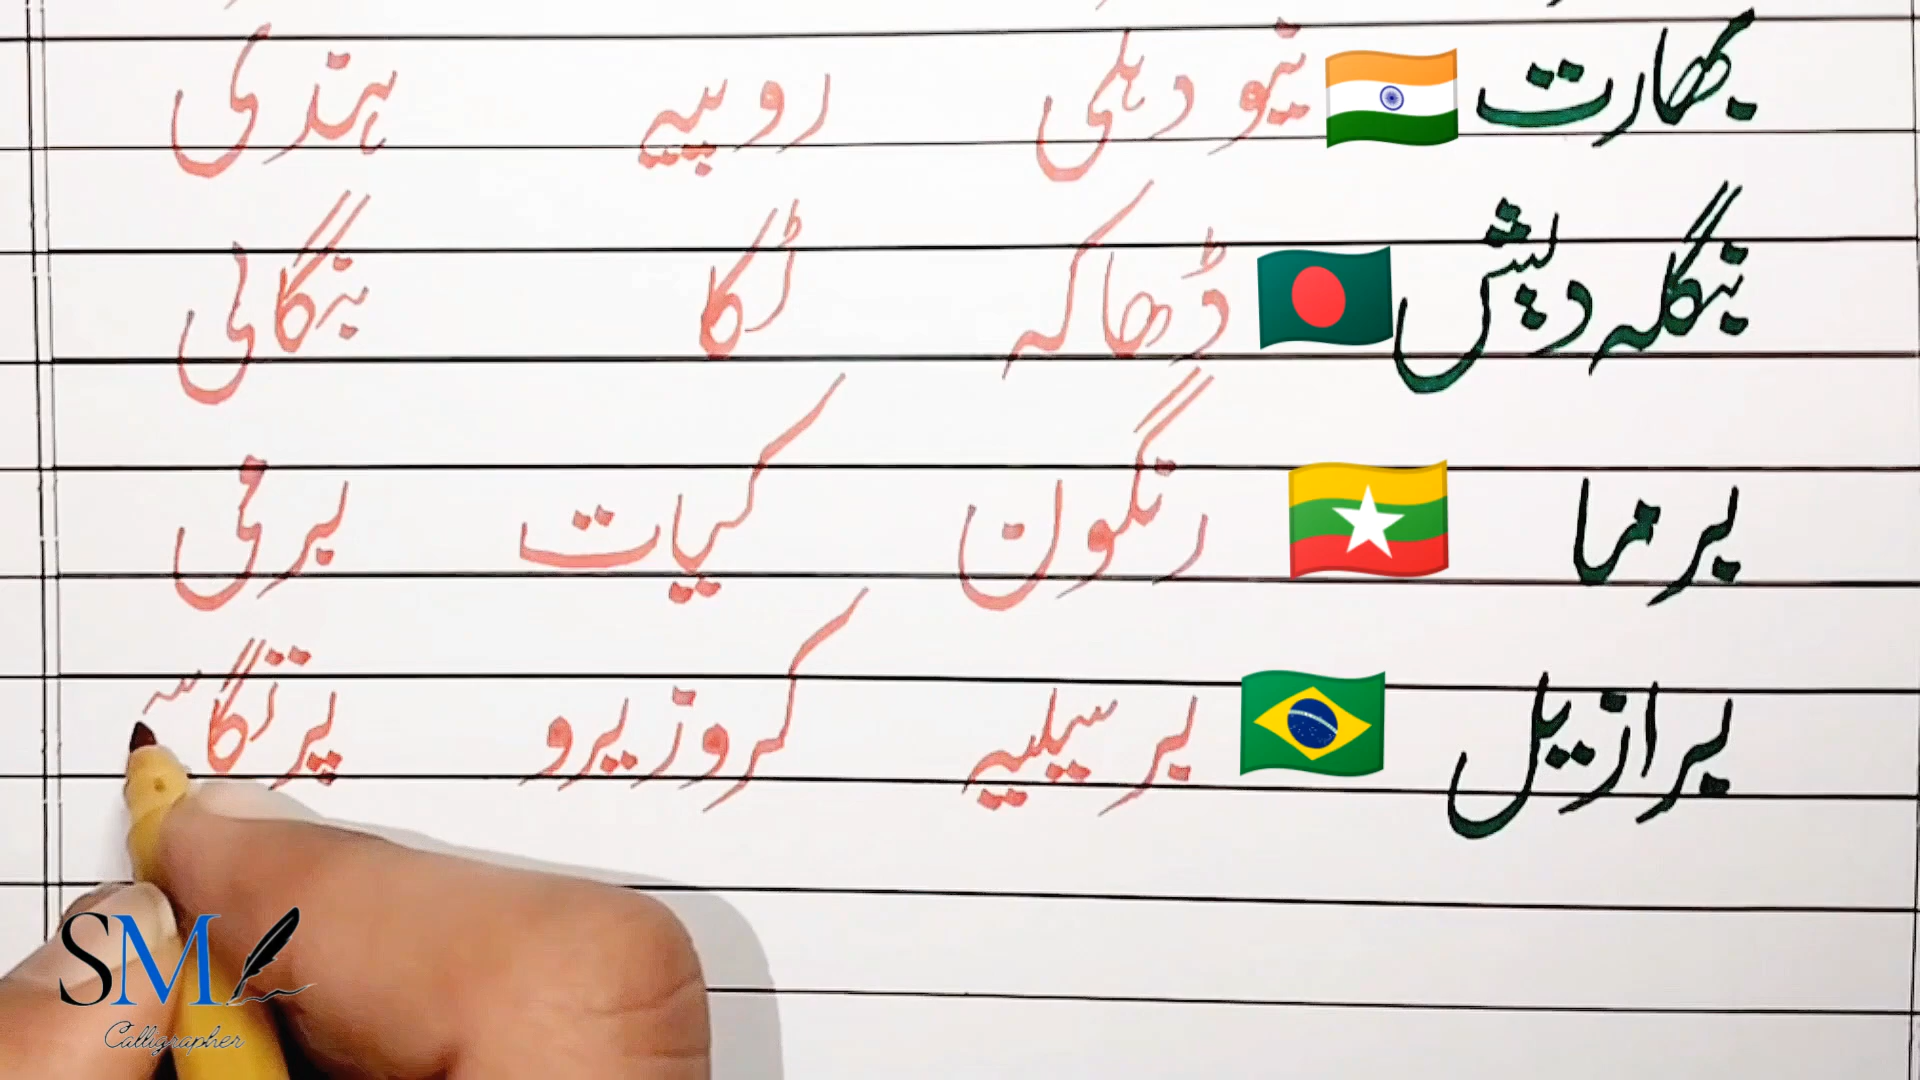 بھارت نیو دہلی روپیہ ہندی
بنگلہ دیش ڈھاکہ ٹکا بنگالی
برما رنگون کیات برمی
برازیل برسیلیہ کروزیرو پرتگا
SM
Calligrapher